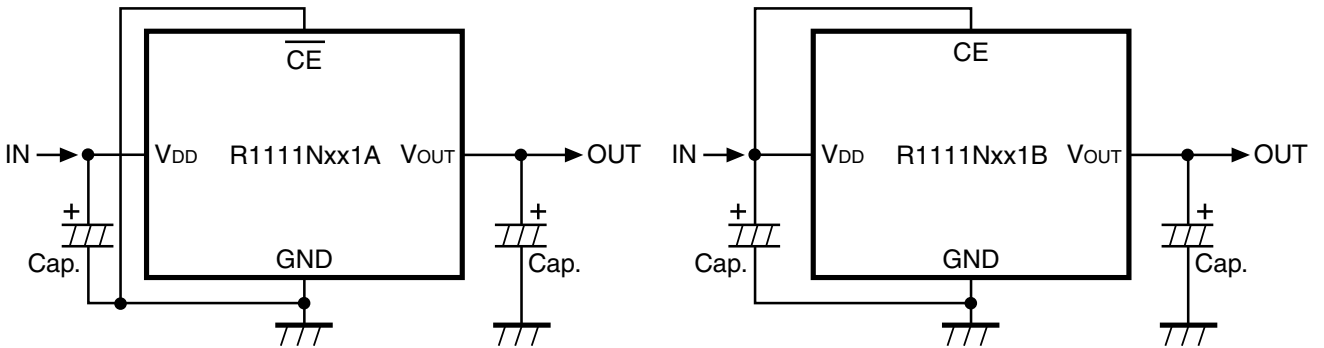 CE
IN
VDD
R1111Nxx1A
VOUT
OUT
+
Cap.
+
Cap.
GND
CE
IN
VDD
R1111Nxx1B
VOUT
OUT
+
Cap.
+
Cap.
GND